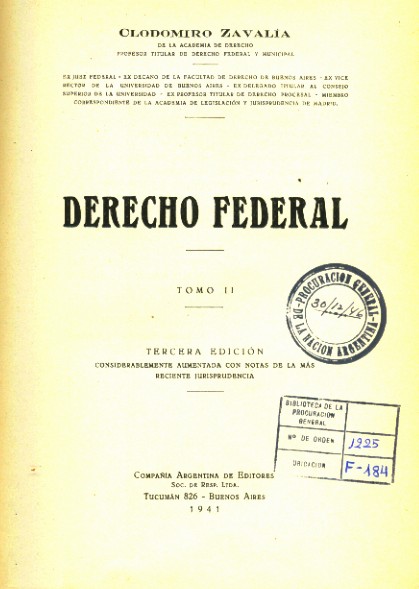 CLODOMIRO ZAVALÍA
DE LA ACADEMIA DE DERECHO
PROFESOR TITULAR DE DERECHO FEDERAL Y MUNICIPAL
EX JUEZ FEDERAL - EX DECANO DE LA FACULTAD DE DERECHO DE BUENOS AIRES - EX VICE
RECTOR DE LA UNIVERSIDAD DE BUENOS AIRES - EX DELEGADO TITULAR AL CONSEJO
SUPERIOR DE LA UNIVERSIDAD - EX PROFESOR TITULAR DE DERECHO PROCESAL - MIEMBRO
CORRESPONDIENTE DE LA ACADEMIA DE LEGISLACIÓN Y JURISPRUDENCIA DE MADRID.
DERECHO FEDERAL
TOMO II
PROCURACION GENERAL
DE LA NACION ARGENTINA
30/12/46
TERCERA EDICIÓN
CONSIDERABLEMENTE AUMENTADA CON NOTAS DE LA MÁS
RECIENTE JURISPRUDENCIA
BIBLIOTECA DE LA
PROCURACION
GENERAL
Nº DE ORDEN 1225
UBICACION F-184
COMPAÑIA ARGENTINA DE EDITORES
SOC. DE RESP. LTDA.
TUCUMÁN 826 - BUENOS AIRES
1941